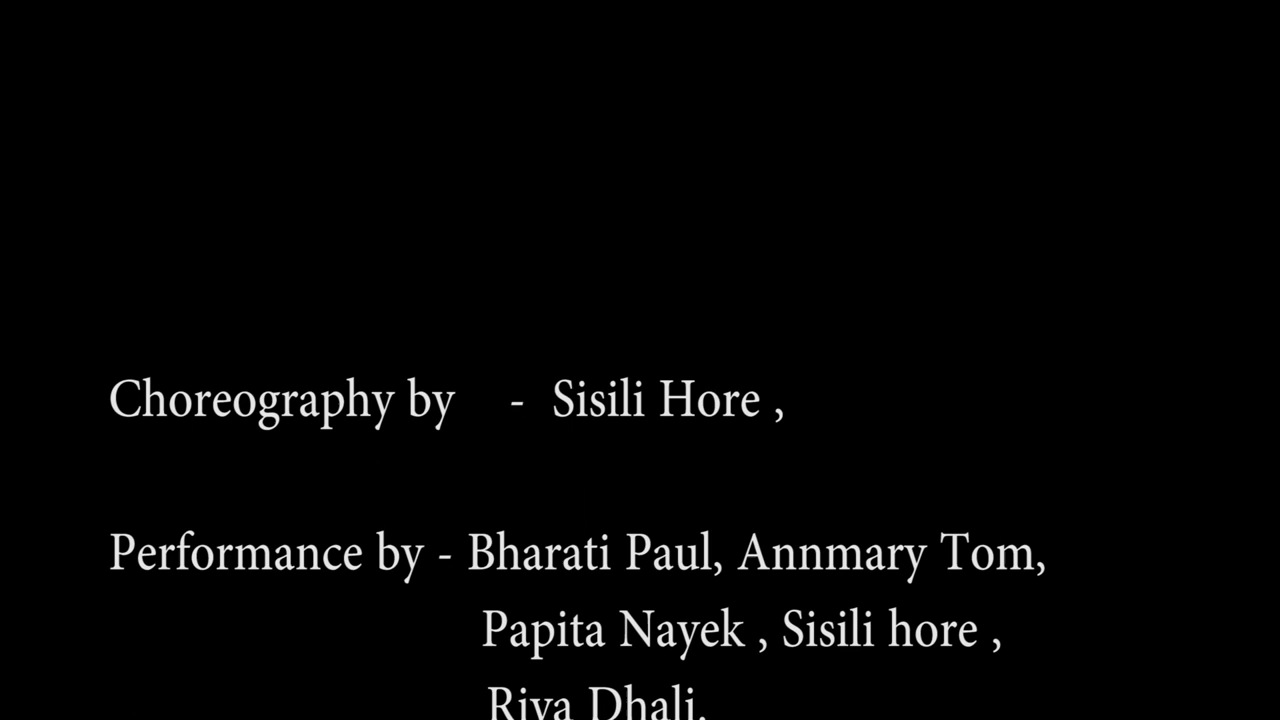 Choreography by - Sisili Hore ,
Performance by - Bharati Paul, Annmary Tom,
Papita Nayek , Sisili hore ,
Riya Dhali.